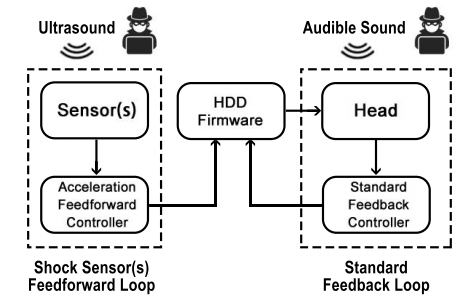 Ultrasound
Audible Sound
Sensor(s)
HDD
Firmware
Head
Acceleration
Feedforward
Controller
Standard
Feedback
Controller
Shock Sensor(s)
Feedforward Loop
Standard
Feedback Loop